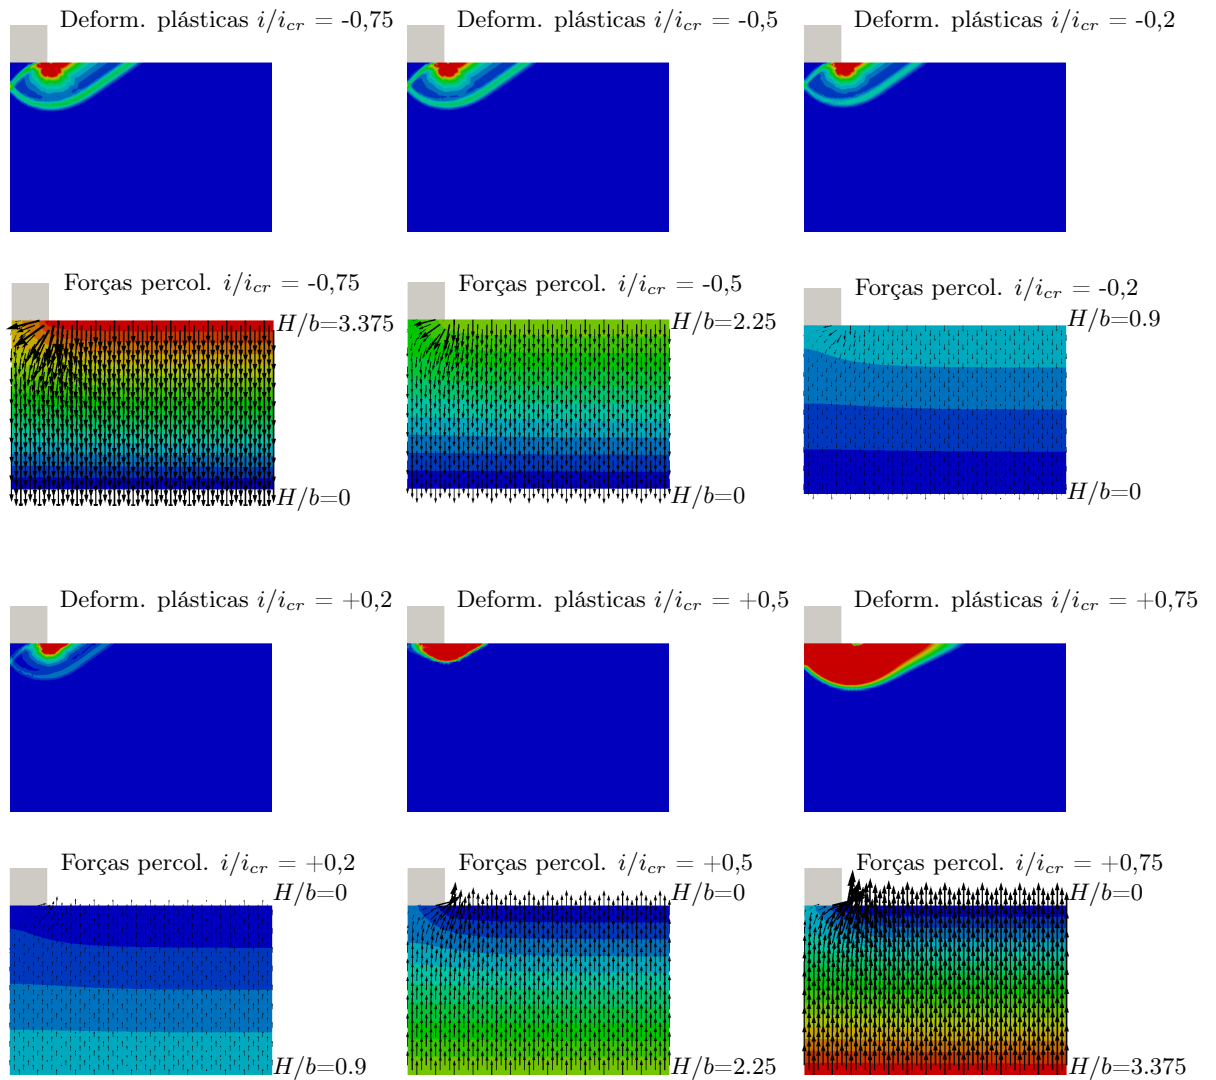 Deform. plásticas i/i_cr = -0,75
Deform. plásticas i/i_cr = -0,5
Deform. plásticas i/i_cr = -0,2
Forças percol. i/i_cr = -0,75
H/b=3.375
H/b=0
Forças percol. i/i_cr = -0,5
H/b=2.25
H/b=0
Forças percol. i/i_cr = -0,2
H/b=0.9
H/b=0
Deform. plásticas i/i_cr = +0,2
Deform. plásticas i/i_cr = +0,5
Deform. plásticas i/i_cr = +0,75
Forças percol. i/i_cr = +0,2
H/b=0
H/b=0.9
Forças percol. i/i_cr = +0,5
H/b=0
H/b=2.25
Forças percol. i/i_cr = +0,75
H/b=0
H/b=3.375